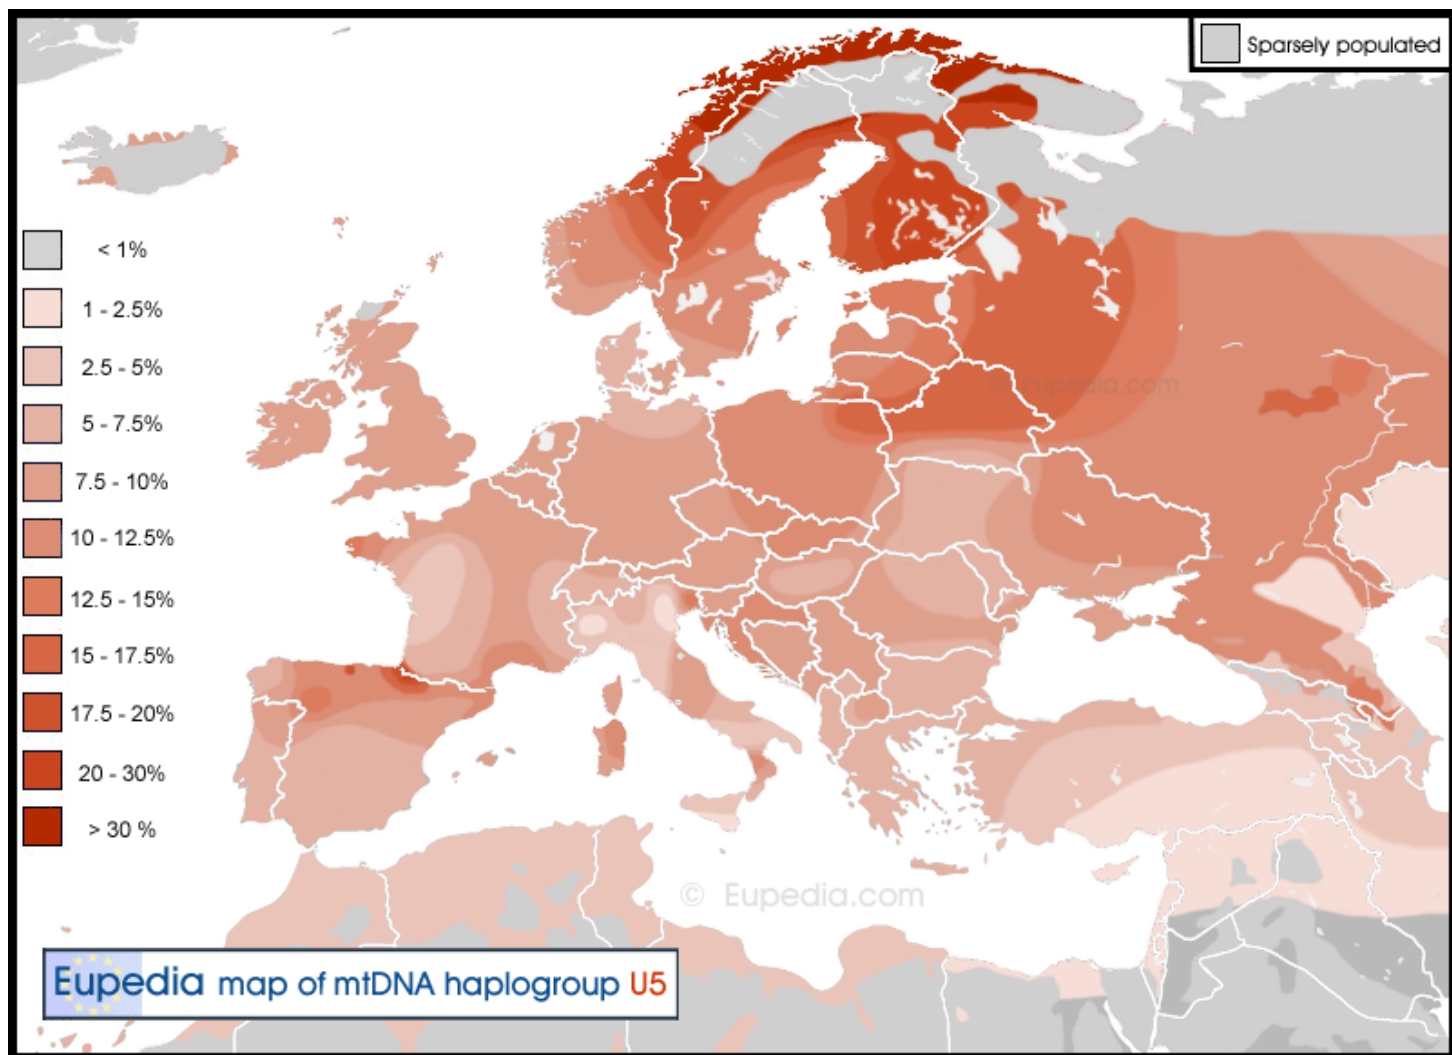 Sparsely populated
< 1%
1 - 2.5%
2.5 - 5%
5 - 7.5%
7.5 - 10%
10 - 12.5%
12.5 - 15%
15 - 17.5%
17.5 - 20%
20 - 30%
> 30 %
© Eupedia.com
© Eupedia.com
Eupedia map of mtDNA haplogroup U5